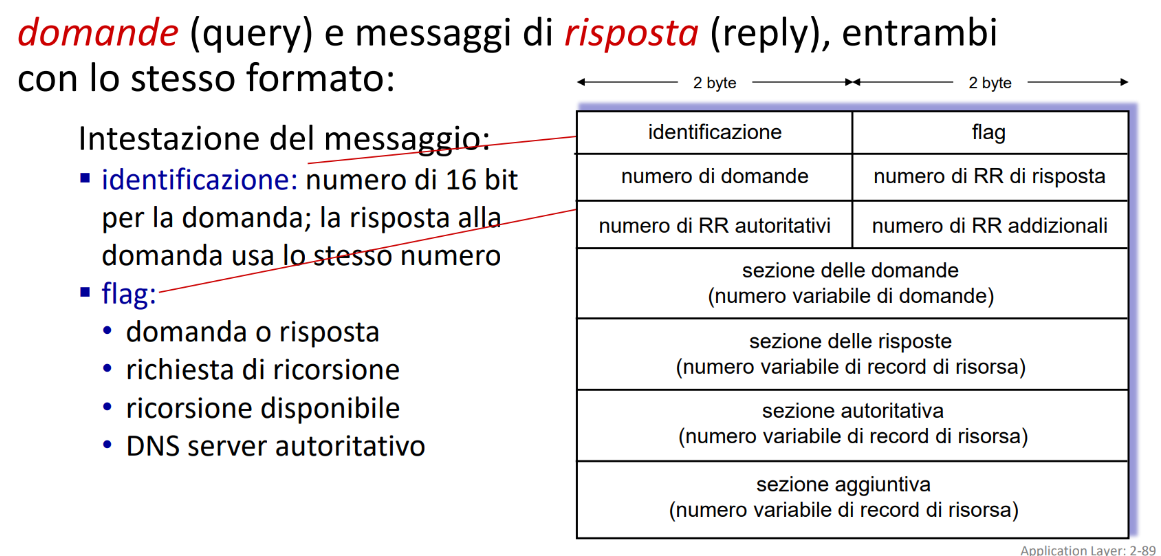 domande (query) e messaggi di risposta (reply), entrambi
con lo stesso formato:
Intestazione del messaggio:
▪ identificazione: numero di 16 bit
per la domanda; la risposta alla
domanda usa lo stesso numero
▪ flag:
• domanda o risposta
• richiesta di ricorsione
• ricorsione disponibile
• DNS server autoritativo
2 byte 2 byte
identificazione flag
numero di domande numero di RR di risposta
numero di RR autoritativi numero di RR addizionali
sezione delle domande
(numero variabile di domande)
sezione delle risposte
(numero variabile di record di risorsa)
sezione autoritativa
(numero variabile di record di risorsa)
sezione aggiuntiva
(numero variabile di record di risorsa)
Application Layer: 2-89